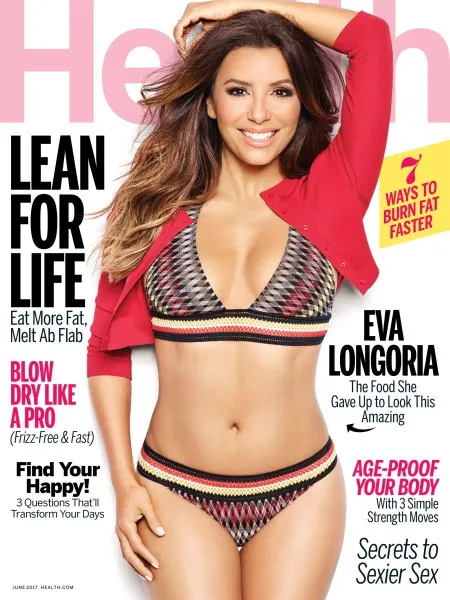 Health
LEAN
FOR
LIFE
Eat More Fat,
Melt Ab Flab
BLOW
DRY LIKE
A PRO
(Frizz-Free & Fast)
Find Your
Happy!
3 Questions That'll
Transform Your Days
7
WAYS TO
BURN FAT
FASTER
EVA
LONGORIA
The Food She
Gave Up to Look This
Amazing
AGE-PROOF
YOUR BODY
With 3 Simple
Strength Moves
Secrets to
Sexier Sex
JUNE 2017 HEALTH.COM